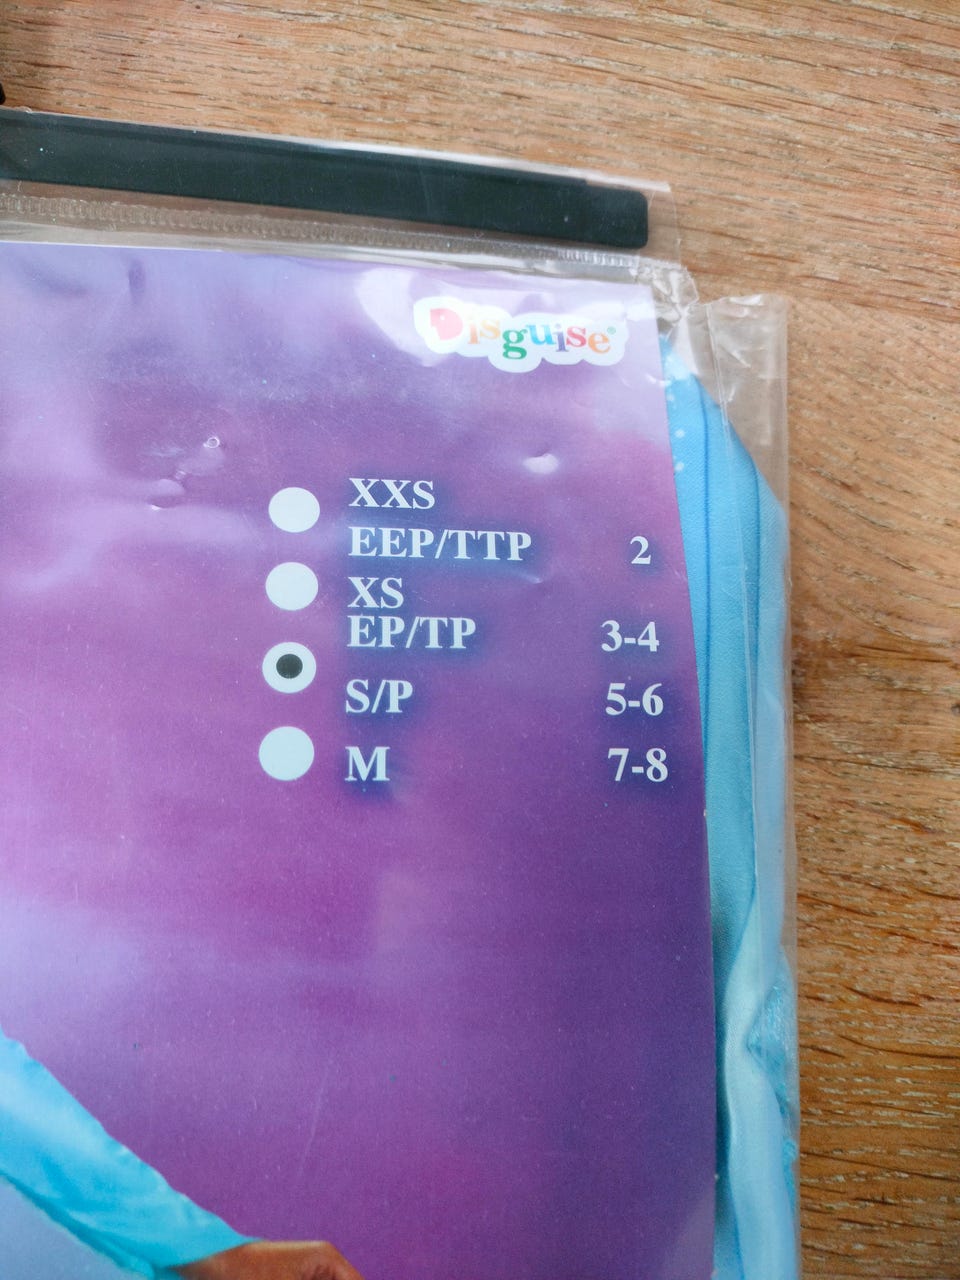 Disguise®
XXS
EEP/TTP 2
XS
EP/TP 3-4
S/P 5-6
M 7-8